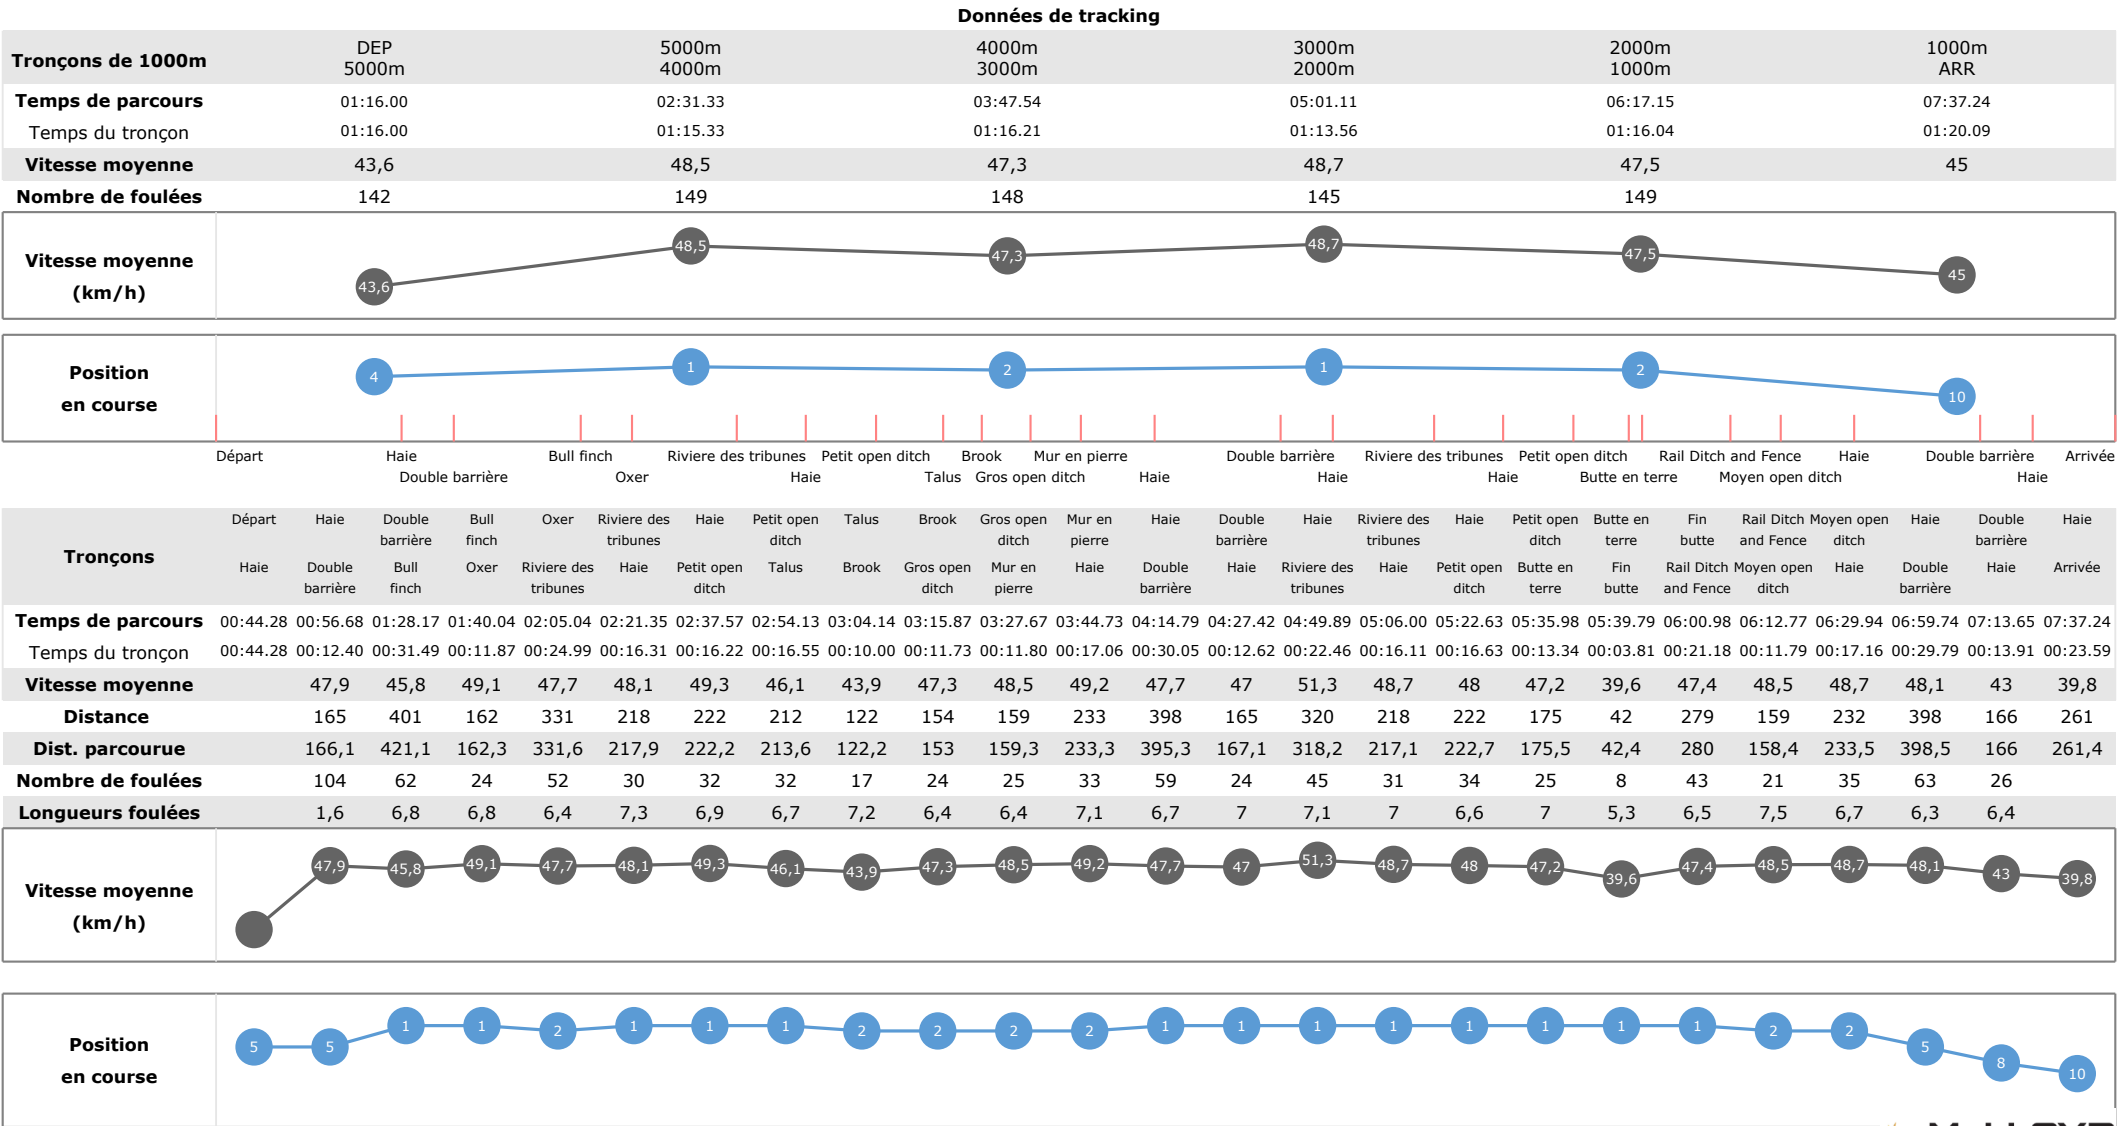 Données de tracking
Tronçons de 1000m DEP 5000m 4000m 3000m 2000m 1000m
5000m 4000m 3000m 2000m 1000m ARR
Temps de parcours 01:16.00 02:31.33 03:47.54 05:01.11 06:17.15 07:37.24
Temps du tronçon 01:16.00 01:15.33 01:16.21 01:13.56 01:16.04 01:20.09
Vitesse moyenne 43,6 48,5 47,3 48,7 47,5 45
Nombre de foulées 142 149 148 145 149
Vitesse moyenne
(km/h)
43,6 48,5 47,3 48,7 47,5 45
Position
en course
4 1 2 1 2 10
Départ Haie Bull finch Riviere des tribunes Petit open ditch Brook Mur en pierre Double barrière Riviere des tribunes Petit open ditch Rail Ditch and Fence Haie Double barrière Arrivée
Double barrière Oxer Haie Talus Gros open ditch Haie Haie Haie Butte en terre Moyen open ditch Haie
Tronçons
Départ Haie Double Bull Oxer Riviere des Haie Petit open Talus Brook Gros open Mur en Haie Double Haie Riviere des Haie Petit open Butte en Fin Rail Ditch Moyen open Haie Double Haie
barrière finch tribunes ditch ditch pierre barrière tribunes ditch terre butte and Fence ditch barrière
Haie Double Bull Oxer Riviere des Haie Petit open Talus Brook Gros open Mur en Haie Double Haie Riviere des Haie Petit open Butte en Fin Rail Ditch Moyen open Haie Double Haie Arrivée
barrière finch tribunes ditch ditch pierre barrière tribunes ditch terre butte and Fence ditch barrière
Temps de parcours 00:44.28 00:56.68 01:28.17 01:40.04 02:05.04 02:21.35 02:37.57 02:54.13 03:04.14 03:15.87 03:27.67 03:44.73 04:14.79 04:27.42 04:49.89 05:06.00 05:22.63 05:35.98 05:39.79 06:00.98 06:12.77 06:29.94 06:59.74 07:13.65 07:37.24
Temps du tronçon 00:44.28 00:12.40 00:31.49 00:11.87 00:24.99 00:16.31 00:16.22 00:16.55 00:10.00 00:11.73 00:11.80 00:17.06 00:30.05 00:12.62 00:22.46 00:16.11 00:16.63 00:13.34 00:03.81 00:21.18 00:11.79 00:17.16 00:29.79 00:13.91 00:23.59
Vitesse moyenne 47,9 45,8 49,1 47,7 48,1 49,3 46,1 43,9 47,3 48,5 49,2 47,7 47 51,3 48,7 48 47,2 39,6 47,4 48,5 48,7 48,1 43 39,8
Distance 165 401 162 331 218 222 212 122 154 159 233 398 165 320 218 222 175 42 279 159 232 398 166 261
Dist. parcourue 166,1 421,1 162,3 331,6 217,9 222,2 213,6 122,2 153 159,3 233,3 395,3 167,1 318,2 217,1 222,7 175,5 42,4 280 158,4 233,5 398,5 166 261,4
Nombre de foulées 104 62 24 52 30 32 32 17 24 25 33 59 24 45 31 34 25 8 43 21 35 63 26
Longueurs foulées 1,6 6,8 6,8 6,4 7,3 6,9 6,7 7,2 6,4 6,4 7,1 6,7 7 7,1 7 6,6 7 5,3 6,5 7,5 6,7 6,3 6,4
Vitesse moyenne
(km/h)
47,9 45,8 49,1 47,7 48,1 49,3 46,1 43,9 47,3 48,5 49,2 47,7 47 51,3 48,7 48 47,2 39,6 47,4 48,5 48,7 48,1 43 39,8
Position
en course
5 5 1 1 2 1 1 1 2 2 2 2 1 1 1 1 1 1 1 1 2 2 5 8 10